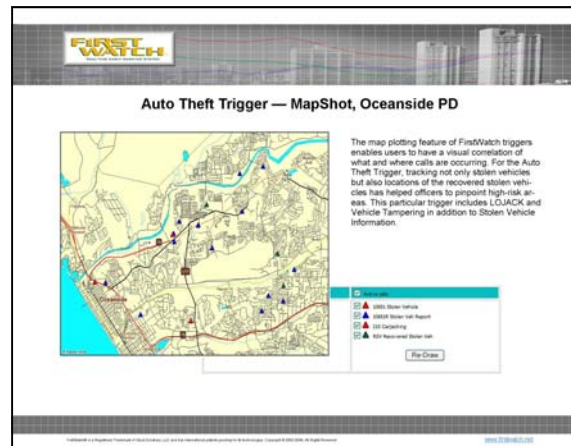 FIRST
WATCH
Auto Theft Trigger — MapShot, Oceanside PD
The map plotting feature of FirstWatch triggers
enables users to have a visual correlation of
what and where calls are occurring. For the Auto
Theft Trigger, tracking not only stolen vehicles
but also locations of the recovered stolen vehi-
cles has helped officers to pinpoint high-risk ar-
eas. This particular trigger includes LOJACK and
Vehicle Tampering in addition to Stolen Vehicle
Information.
Oceanside
10851 Stolen Vehicle
10851R Stolen Veh Report
215 Carjacking
RSV Recovered Stolen Veh
Re-Draw
www.firstwatch.net